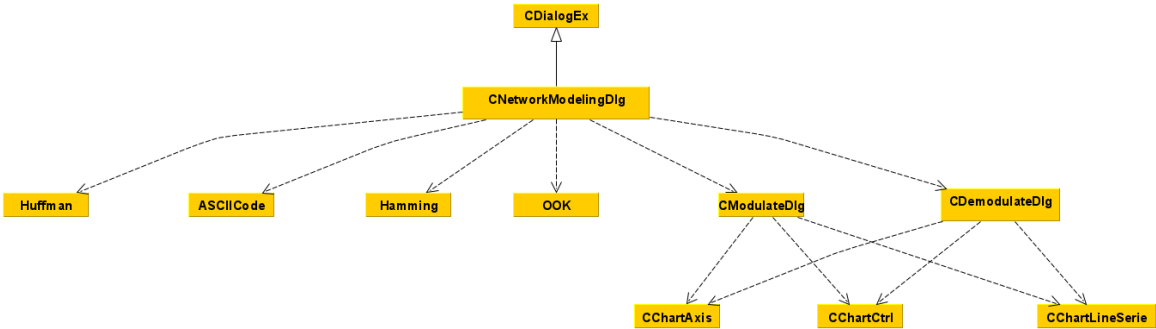 CDialogEx
CNetworkModelingDlg
Huffman
ASCIICode
Hamming
OOK
CModulateDlg
CDemodulateDlg
CChartAxis
CChartCtrl
CChartLineSerie